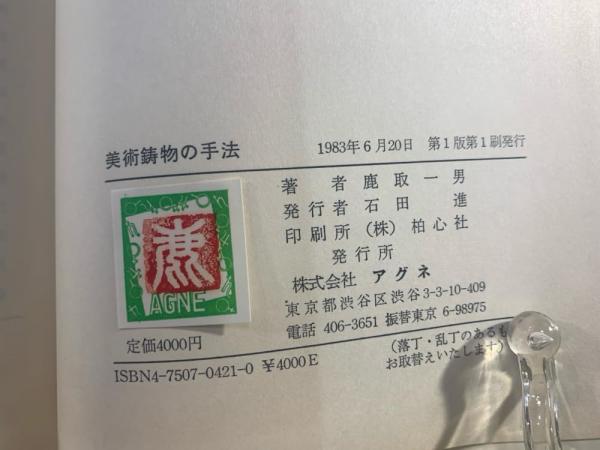 美術鋳物の手法
1983年6月20日 第1版第1刷発行
著者 鹿取一男
発行者 石田進
印刷所 (株) 柏心社
発行所
株式会社 アグネ
東京都渋谷区渋谷3-3-10-409
電話 406-3651 振替東京 6-98975
AGNE
定価4000円
(落丁・乱丁のあるも
お取替えいたします)
ISBN4-7507-0421-0 ¥4000E